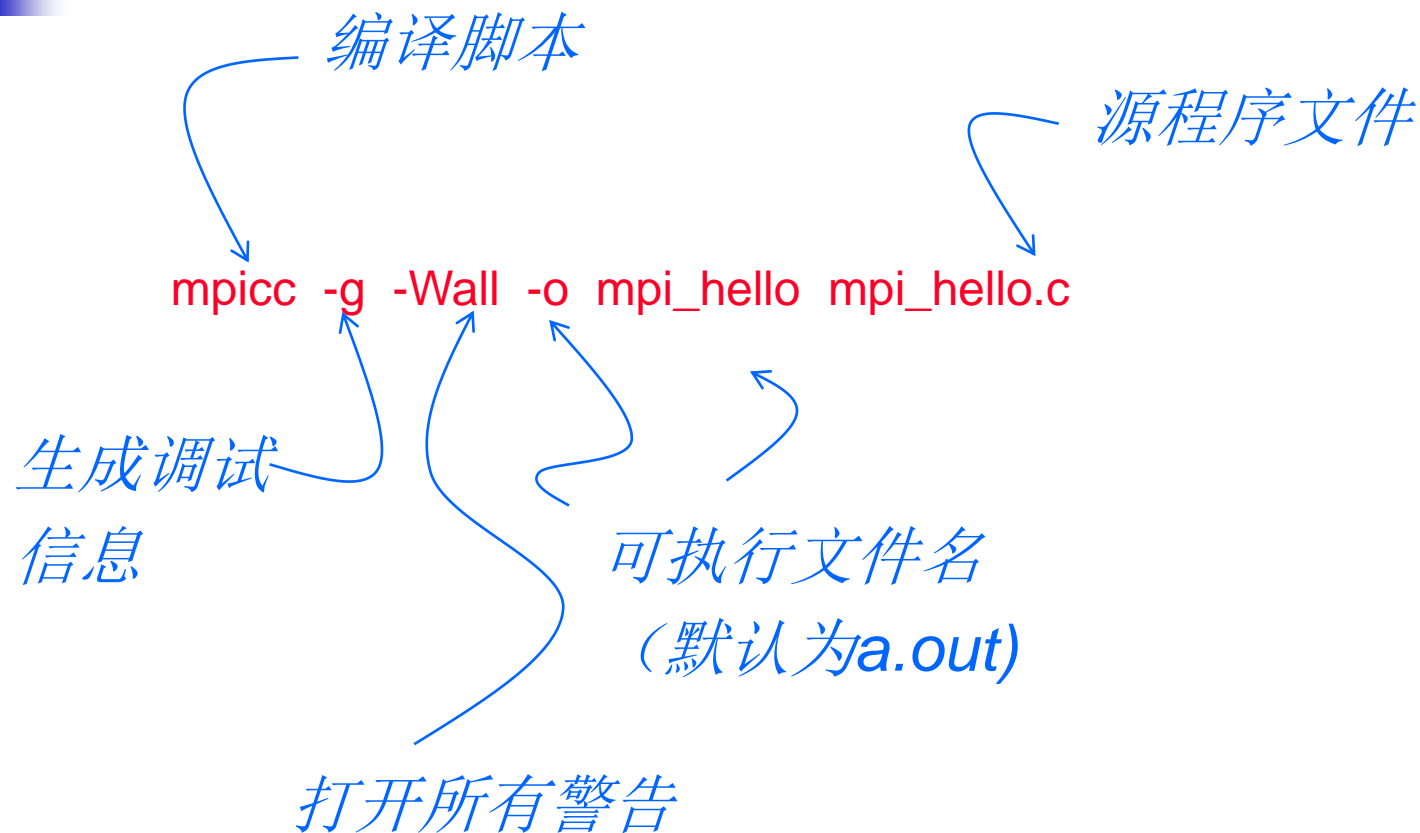 编译脚本
源程序文件
mpicc -g -Wall -o mpi_hello mpi_hello.c
生成调试
信息
可执行文件名
（默认为a.out)
打开所有警告